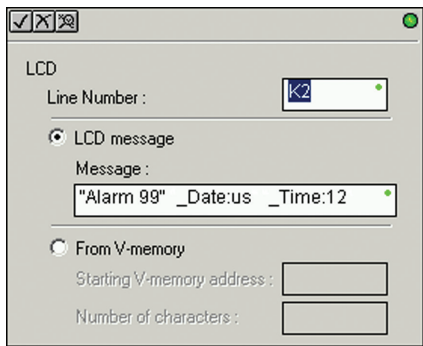 LCD
Line Number : K2
LCD message
Message :
"Alarm 99" _Date:us _Time:12
From V-memory
Starting V-memory address :
Number of characters :